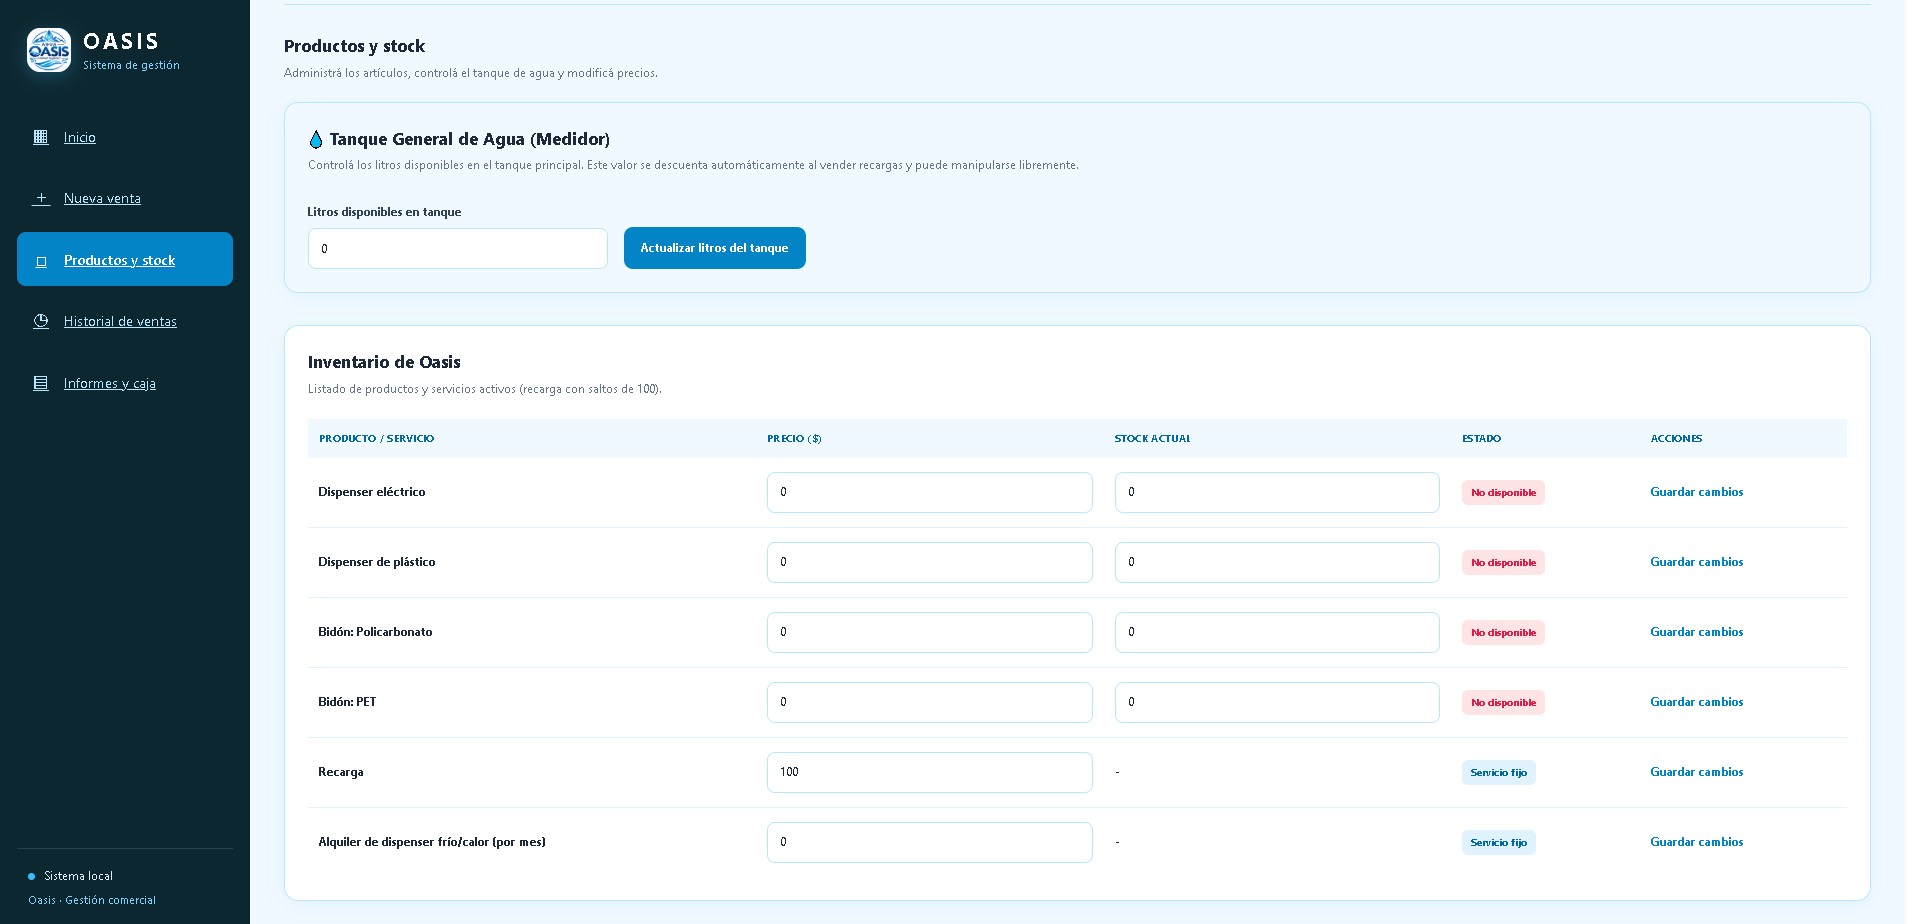 AGUA
OASIS
OASIS
Sistema de gestión
Inicio
Nueva venta
Productos y stock
Historial de ventas
Informes y caja
Sistema local
Oasis · Gestión comercial
Productos y stock
Administrá los artículos, controlá el tanque de agua y modificá precios.
Tanque General de Agua (Medidor)
Controlá los litros disponibles en el tanque principal. Este valor se descuenta automáticamente al vender recargas y puede manipularse libremente.
Litros disponibles en tanque
0 Actualizar litros del tanque
Inventario de Oasis
Listado de productos y servicios activos (recarga con saltos de 100).
PRODUCTO / SERVICIO PRECIO ($) STOCK ACTUAL ESTADO ACCIONES
Dispenser eléctrico 0 0 No disponible Guardar cambios
Dispenser de plástico 0 0 No disponible Guardar cambios
Bidón: Policarbonato 0 0 No disponible Guardar cambios
Bidón: PET 0 0 No disponible Guardar cambios
Recarga 100 - Servicio fijo Guardar cambios
Alquiler de dispenser frío/calor (por mes) 0 - Servicio fijo Guardar cambios